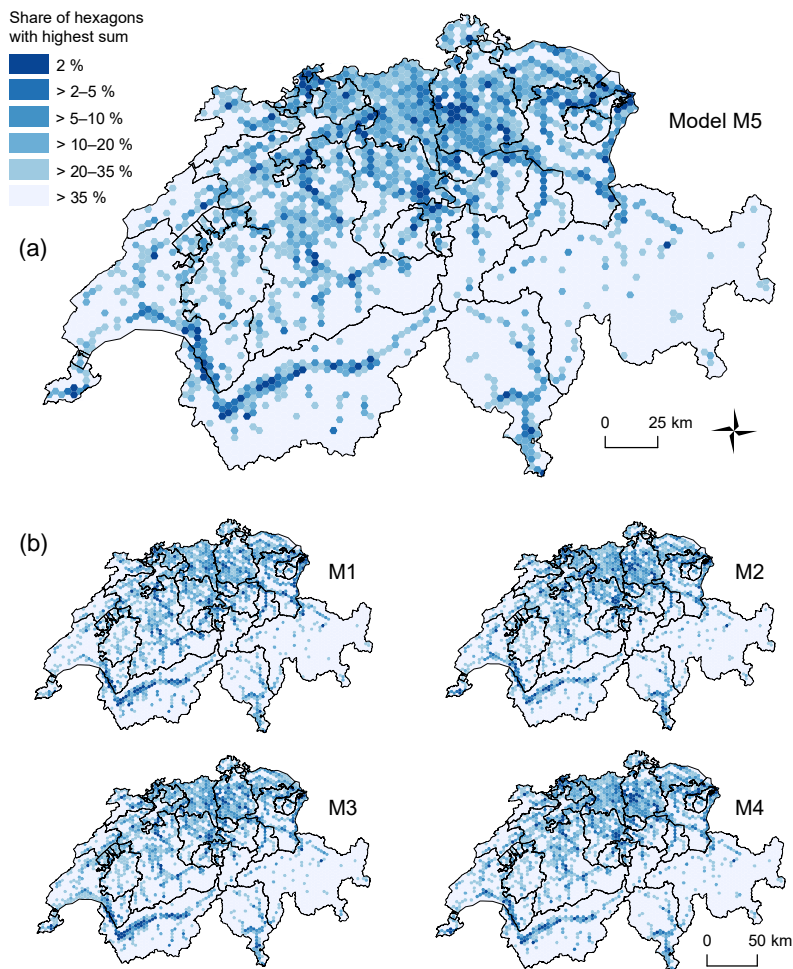 Share of hexagons
with highest sum
2 %
> 2–5 %
> 5–10 %
> 10–20 %
> 20–35 %
> 35 %
Model M5
(a)
0 25 km
(b)
M1
M2
M3
M4
0 50 km